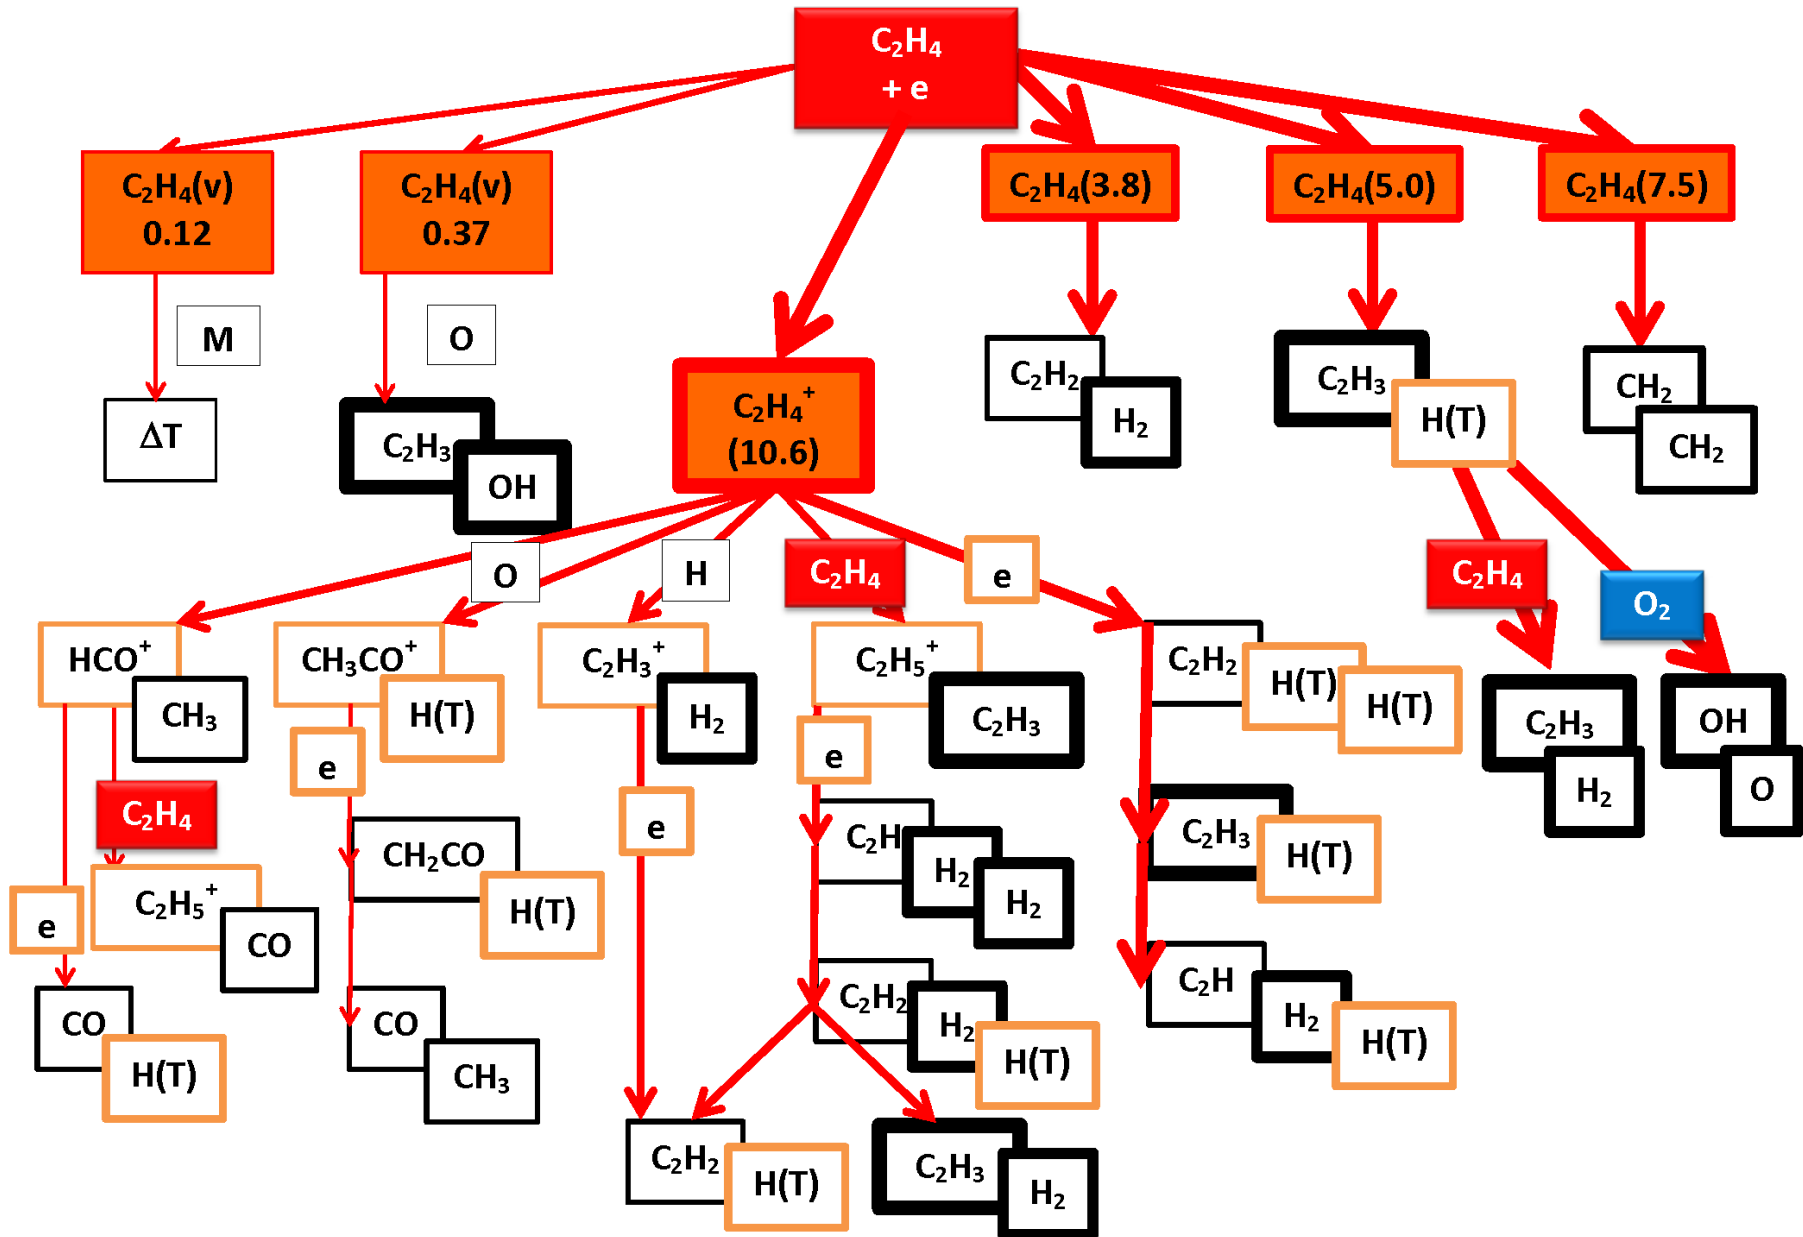 C₂H₄
+ e
C₂H₄(v)
0.12
C₂H₄(v)
0.37
C₂H₄(3.8)
C₂H₄(5.0)
C₂H₄(7.5)
M
O
ΔT
C₂H₃
OH
C₂H₄⁺
(10.6)
C₂H₂
H₂
C₂H₃
H(T)
CH₂
CH₂
O
H
C₂H₄
e
C₂H₄
O₂
HCO⁺
CH₃
CH₃CO⁺
H(T)
C₂H₃⁺
H₂
C₂H₅⁺
C₂H₃
C₂H₂
H(T)
H(T)
C₂H₃
H₂
OH
O
e
e
e
C₂H₄
CH₂CO
H(T)
C₂H
H₂
H₂
C₂H₃
H(T)
e
C₂H₅⁺
CO
CO
H(T)
CO
CH₃
C₂H₂
H₂
H(T)
C₂H
H₂
H(T)
C₂H₂
H(T)
C₂H₃
H₂